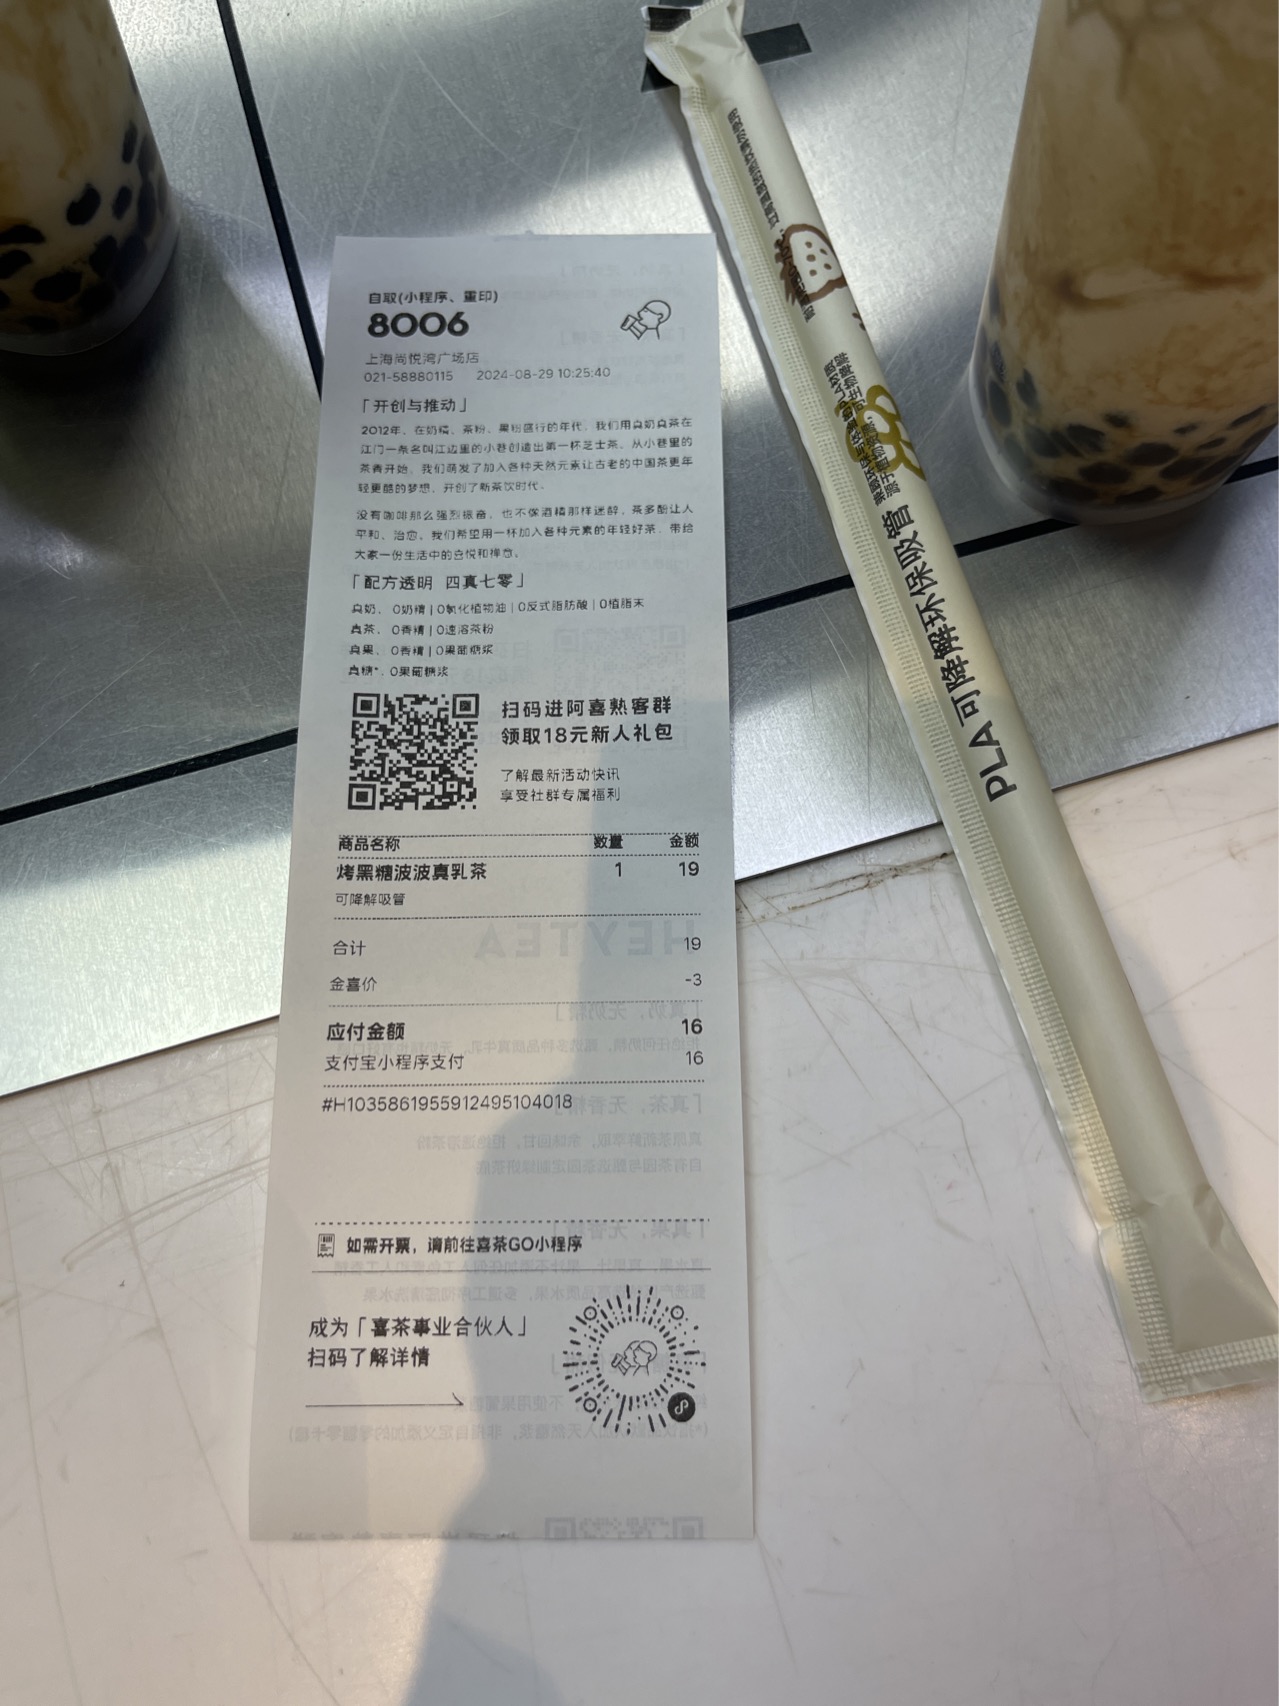 自取(小程序、重印)
8006
上海尚悦湾广场店
021-58880115 2024-08-29 10:25:40
「开创与推动」
2012年，在奶精、茶粉、果粉盛行的年代，我们用真奶真茶在
江门一条名叫江边里的小巷创造出第一杯芝士茶。从小巷里的
茶香开始，我们萌发了加入各种天然元素让古老的中国茶更年
轻更酷的梦想，开创了新茶饮时代。
没有咖啡那么强烈振奋，也不像酒精那样迷醉，茶多酚让人
平和、治愈。我们希望用一杯加入各种元素的年轻好茶，带给
大家一份生活中的喜悦和禅意。
「配方透明 四真七零」
真奶，0奶精 | 0氢化植物油 | 0反式脂肪酸 | 0植脂末
真茶，0香精 | 0速溶茶粉
真果，0香精 | 0果葡糖浆
真糖*，0果葡糖浆
扫码进阿喜熟客群
领取18元新人礼包
了解最新活动快讯
享受社群专属福利
商品名称 数量 金额
烤黑糖波波真乳茶 1 19
可降解吸管
合计 19
金喜价 -3
应付金额 16
支付宝小程序支付 16
#H1035861955912495104018
如需开票，请前往喜茶GO小程序
成为「喜茶事业合伙人」
扫码了解详情
HEYTEA
PLA可降解环保吸管